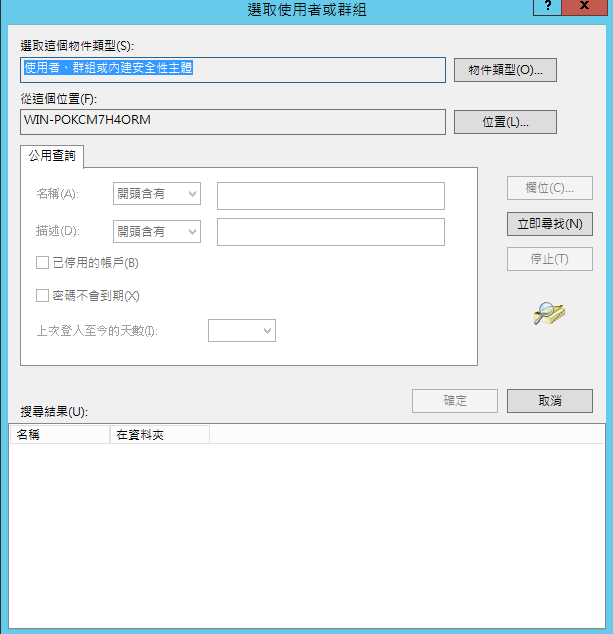 選取使用者或群組
?
x
選取這個物件類型(S):
使用者、群組或內建安全性主體
物件類型(O)...
從這個位置(F):
WIN-POKCM7H4ORM
位置(L)...
公用查詢
名稱(A):
開頭含有
欄位(C)...
立即尋找(N)
描述(D):
開頭含有
停止(T)
已停用的帳戶(B)
密碼不會到期(X)
上次登入至今的天數(I):
確定
取消
搜尋結果(U):
名稱
在資料夾